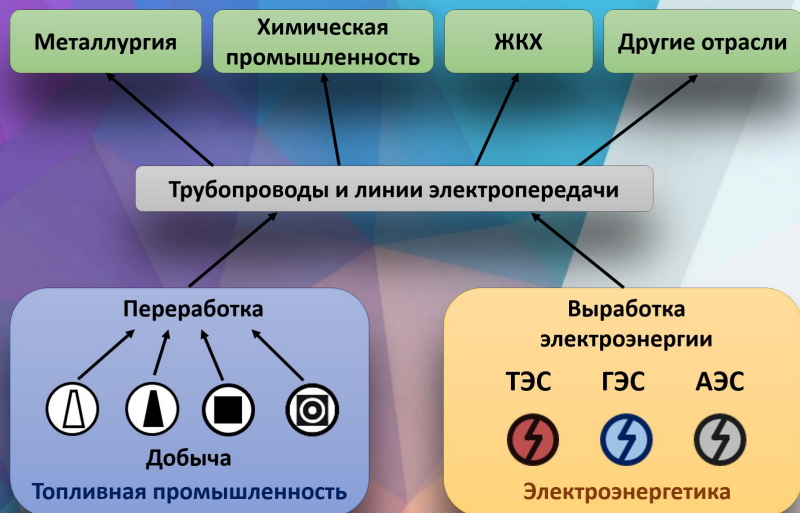 Металлургия
Химическая
промышленность
ЖКХ
Другие отрасли
Трубопроводы и линии электропередачи
Переработка
Добыча
Топливная промышленность
Выработка
электроэнергии
ТЭС ГЭС АЭС
Электроэнергетика